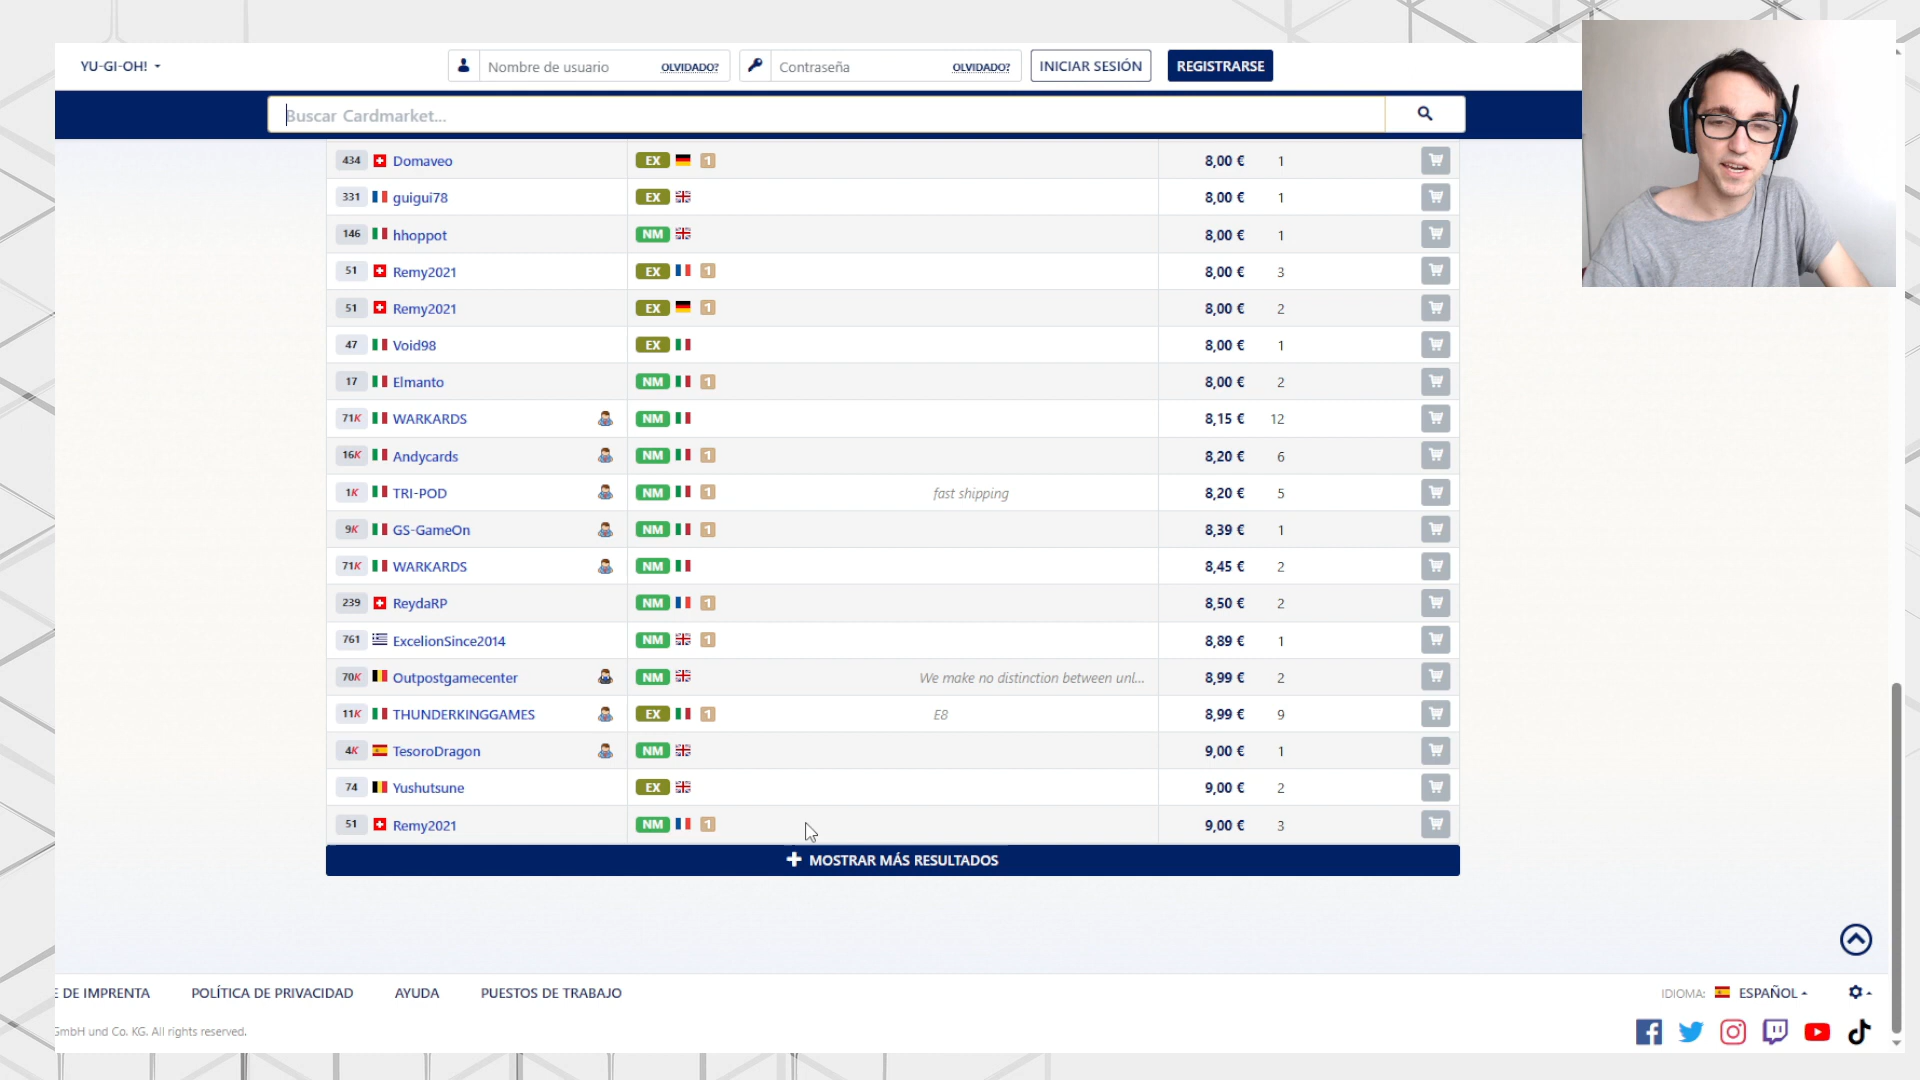 YU-GI-OH!
Nombre de usuario OLVIDADO? Contraseña OLVIDADO? INICIAR SESIÓN REGISTRARSE
Buscar Cardmarket...
434 Domaveo EX 1 8,00 € 1
331 guigui78 EX 8,00 € 1
146 hhoppot NM 8,00 € 1
51 Remy2021 EX 1 8,00 € 3
51 Remy2021 EX 1 8,00 € 2
47 Void98 EX 8,00 € 1
17 Elmanto NM 1 8,00 € 2
71K WARKARDS NM 8,15 € 12
16K Andycards NM 1 8,20 € 6
1K TRI-POD NM 1 fast shipping 8,20 € 5
9K GS-GameOn NM 1 8,39 € 1
71K WARKARDS NM 8,45 € 2
239 ReydaRP NM 1 8,50 € 2
761 ExcelionSince2014 NM 1 8,89 € 1
70K Outpostgamecenter NM We make no distinction between unl... 8,99 € 2
11K THUNDERKINGGAMES EX 1 E8 8,99 € 9
4K TesoroDragon NM 9,00 € 1
74 Yushutsune EX 9,00 € 2
51 Remy2021 NM 1 9,00 € 3
MOSTRAR MÁS RESULTADOS
E DE IMPRENTA POLÍTICA DE PRIVACIDAD AYUDA PUESTOS DE TRABAJO IDIOMA: ESPAÑOL
GmbH und Co. KG. All rights reserved.